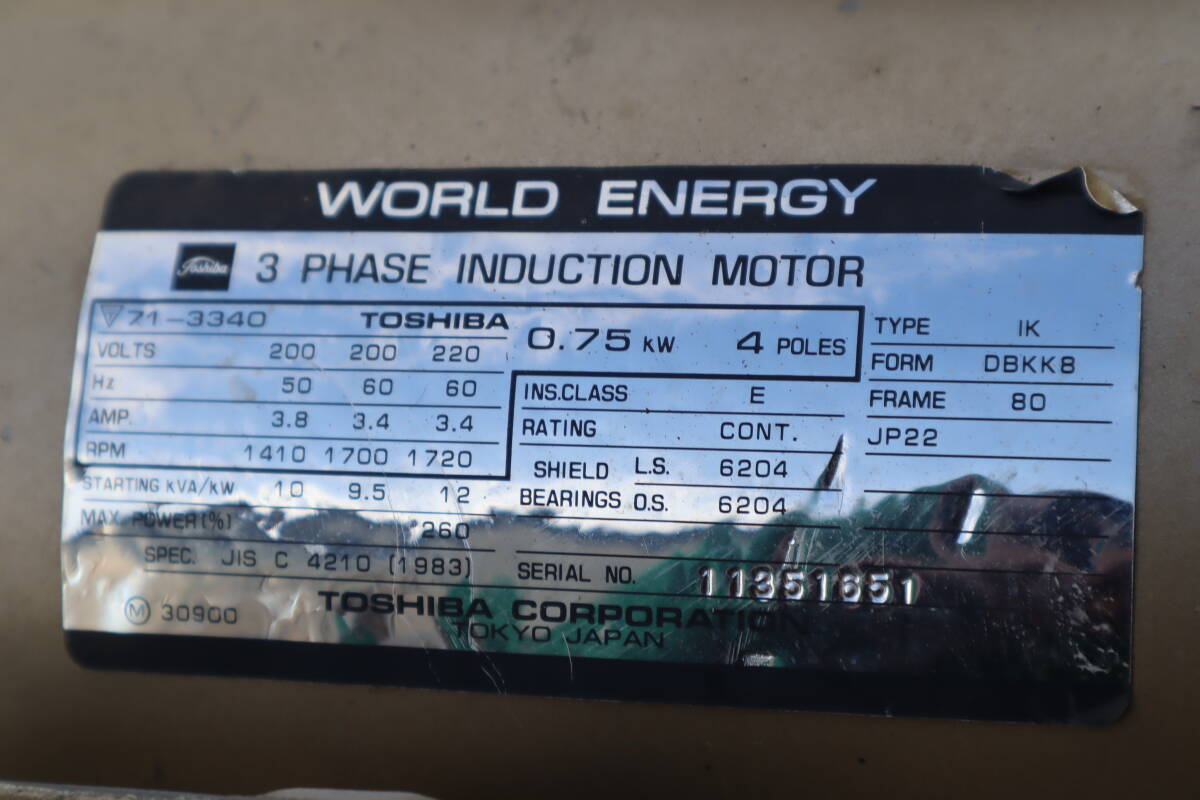 WORLD ENERGY
Toshiba 3 PHASE INDUCTION MOTOR
71-3340 TOSHIBA
0.75 kW 4 POLES
VOLTS 200 200 220
Hz 50 60 60
AMP. 3.8 3.4 3.4
RPM 1410 1700 1720
STARTING kVA/kW 10 9.5 12
MAX. POWER(%) 260
SPEC. JIS C 4210 (1983)
INS.CLASS E
RATING CONT.
SHIELD BEARINGS
L.S. 6204
O.S. 6204
TYPE IK
FORM DBKK8
FRAME 80
JP22
SERIAL NO. 11351651
M 30900
TOSHIBA CORPORATION
TOKYO JAPAN